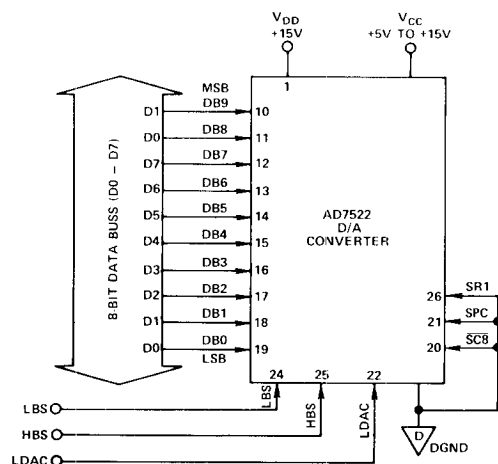 VDD
+15V
VCC
+5V TO +15V
1
8-BIT DATA BUSS (D0 – D7)
MSB
D1 DB9 10
D0 DB8 11
D7 DB7 12
D6 DB6 13
D5 DB5 14
D4 DB4 15
D3 DB3 16
D2 DB2 17
D1 DB1 18
D0 DB0 19
LSB
AD7522
D/A
CONVERTER
26 SR1
21 SPC
20 SC8
24 25 22
LBS HBS LDAC
LBS
HBS
LDAC
D
DGND